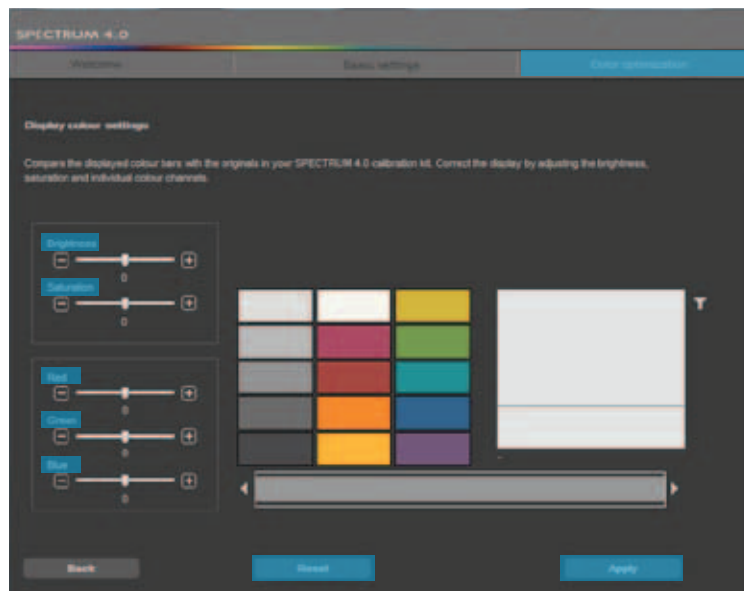 SPECTRUM 4.0
Welcome
Basic settings
Color optimization
Display colour settings
Compare the displayed colour bars with the originals in your SPECTRUM 4.0 calibration kit. Correct the display by adjusting the brightness,
saturation and individual colour channels.
Brightness
0
Saturation
0
Red
0
Green
0
Blue
0
Back
Reset
Apply